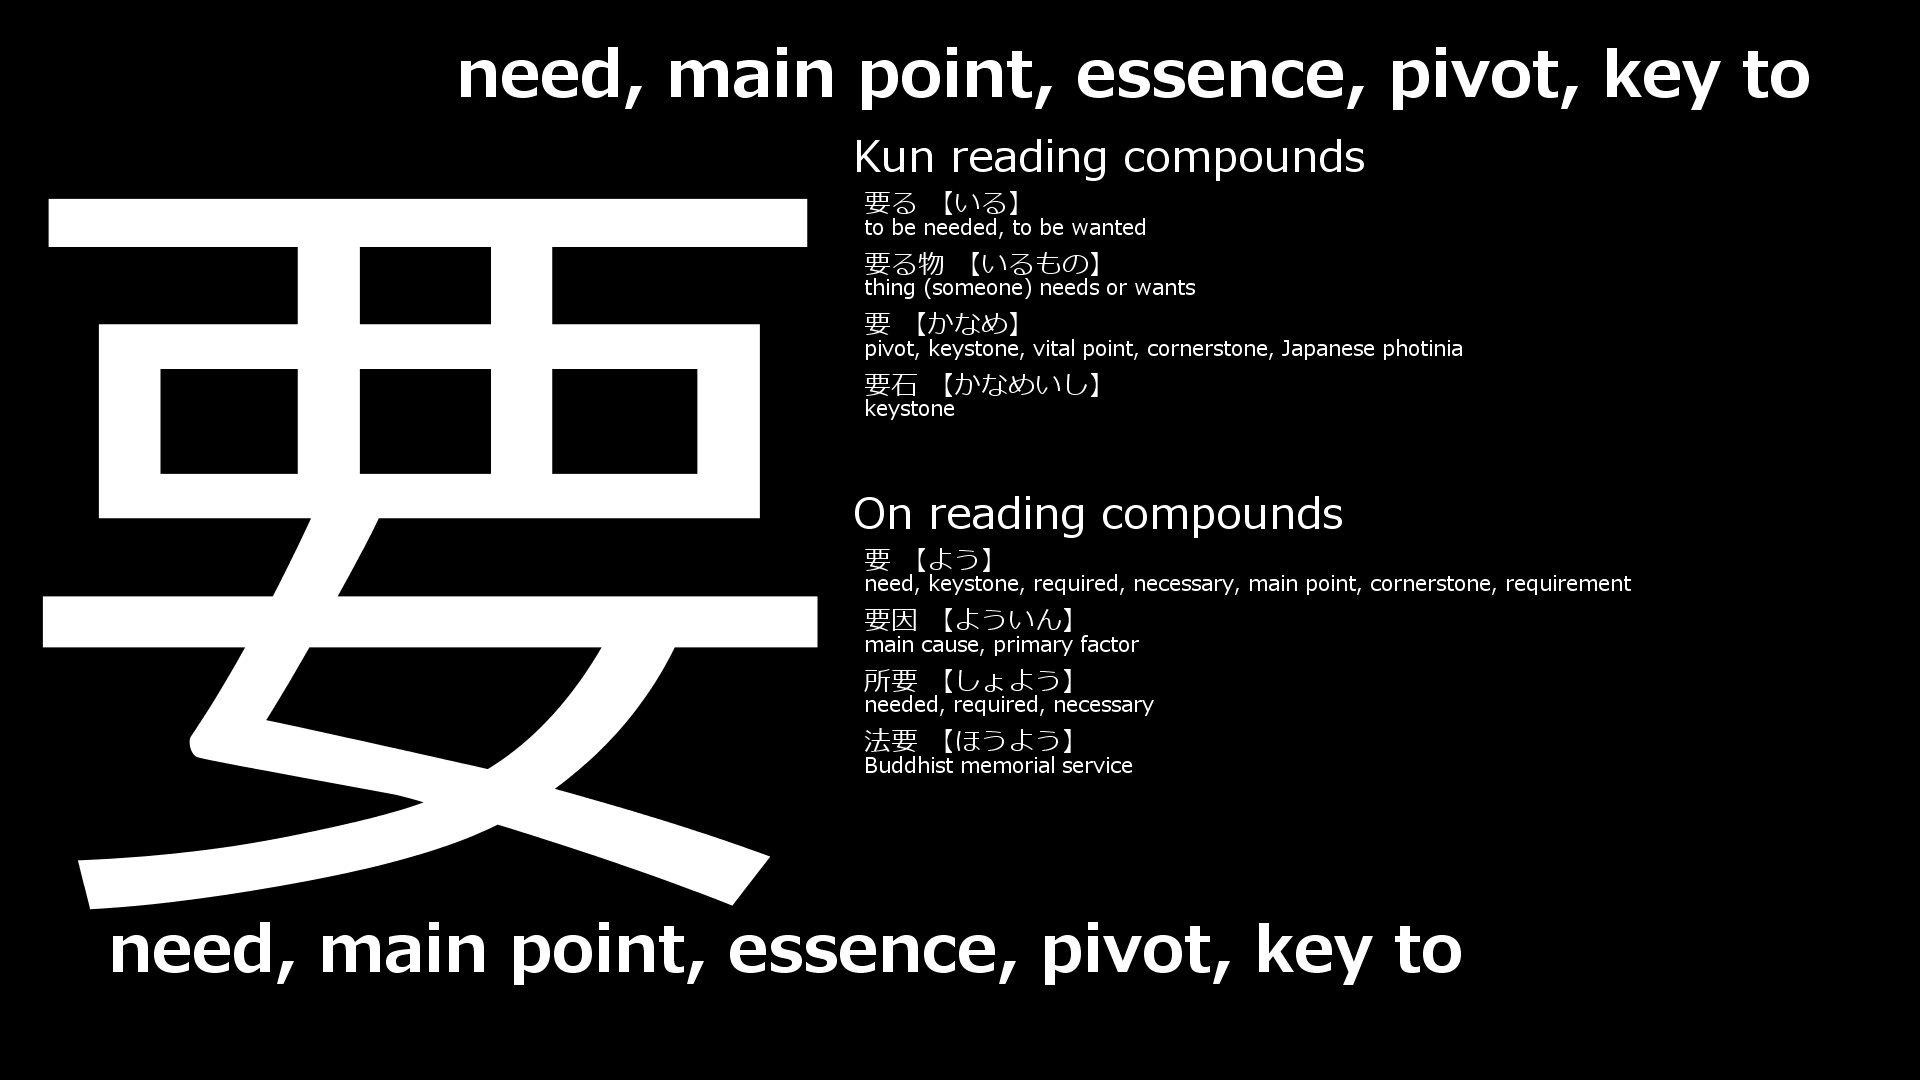 need, main point, essence, pivot, key to
要
Kun reading compounds
要る 【いる】
to be needed, to be wanted
要る物 【いるもの】
thing (someone) needs or wants
要 【かなめ】
pivot, keystone, vital point, cornerstone, Japanese photinia
要石 【かなめいし】
keystone
On reading compounds
要 【よう】
need, keystone, required, necessary, main point, cornerstone, requirement
要因 【よういん】
main cause, primary factor
所要 【しょよう】
needed, required, necessary
法要 【ほうよう】
Buddhist memorial service
need, main point, essence, pivot, key to